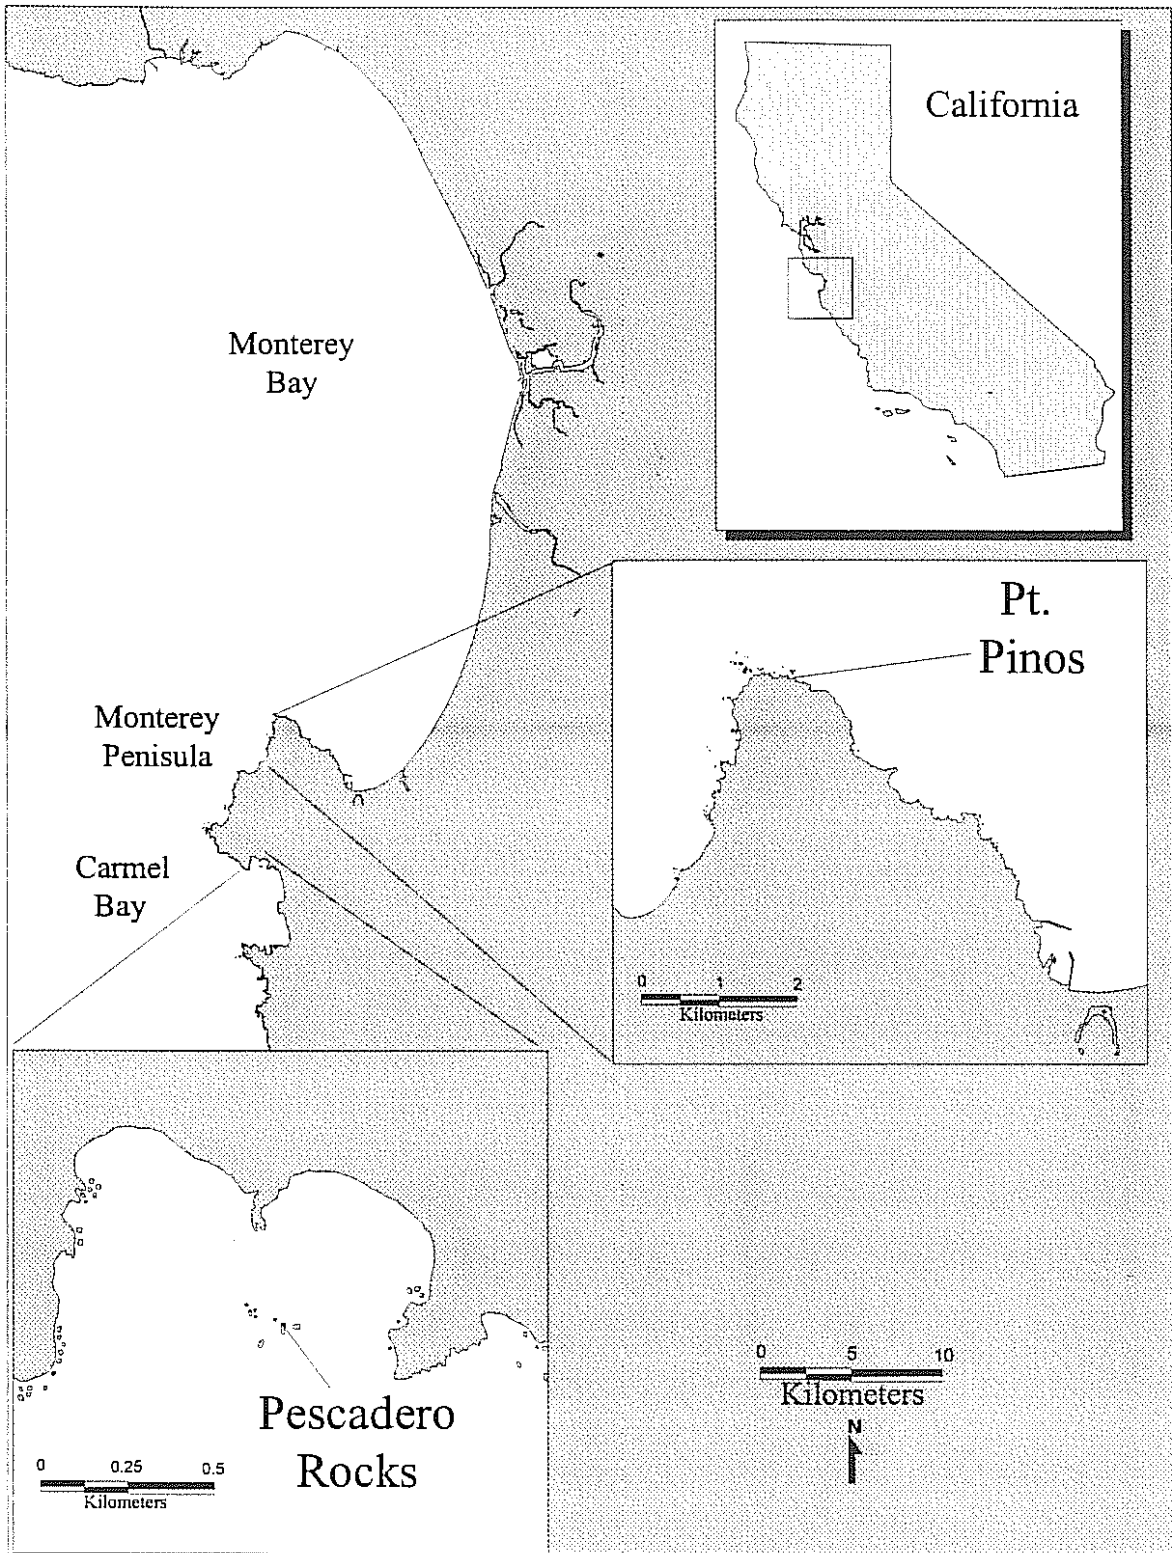 California
Monterey
Bay
Pt.
Pinos
Monterey
Penisula
Carmel
Bay
0 1 2
Kilometers
Pescadero
Rocks
0 0.25 0.5
Kilometers
0 5 10
Kilometers
N